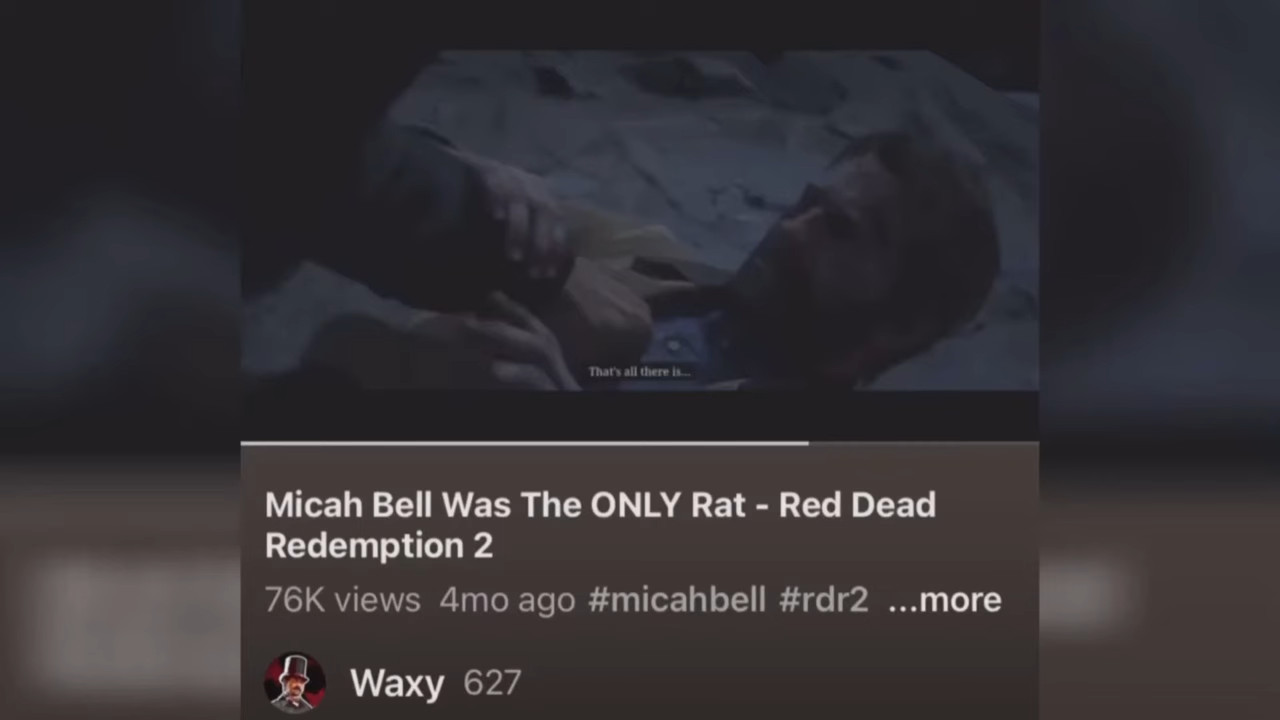 That's all there is...
Micah Bell Was The ONLY Rat - Red Dead
Redemption 2
76K views 4mo ago #micahbell #rdr2 ...more
Waxy 627